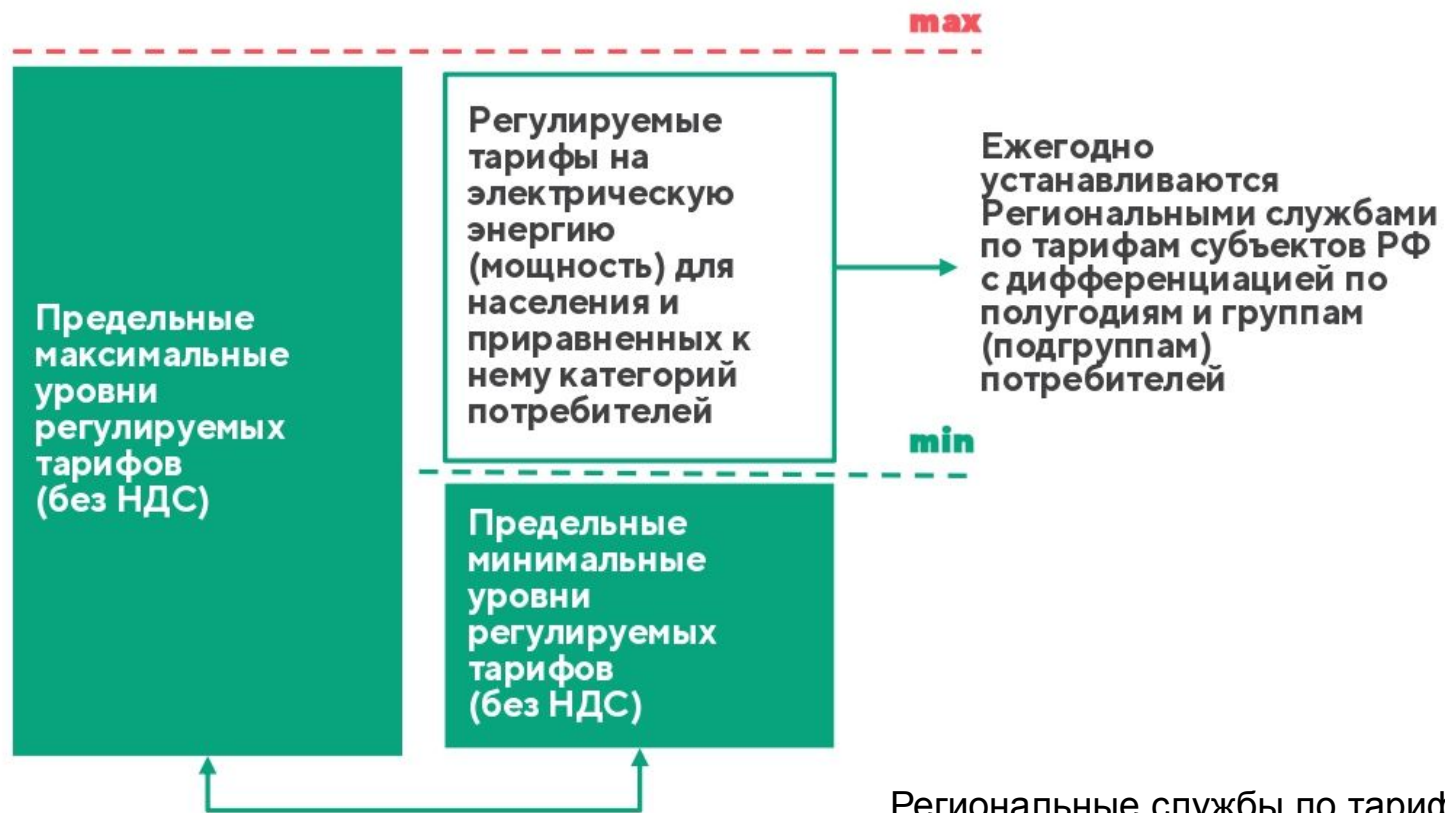 max
Предельные
максимальные
уровни
регулируемых
тарифов
(без НДС)
Регулируемые
тарифы на
электрическую
энергию
(мощность) для
населения и
приравненных к
нему категорий
потребителей
Ежегодно
устанавливаются
Региональными службами
по тарифам субъектов РФ
с дифференциацией по
полугодиям и группам
(подгруппам)
потребителей
min
Предельные
минимальные
уровни
регулируемых
тарифов
(без НДС)
Региональные службы по